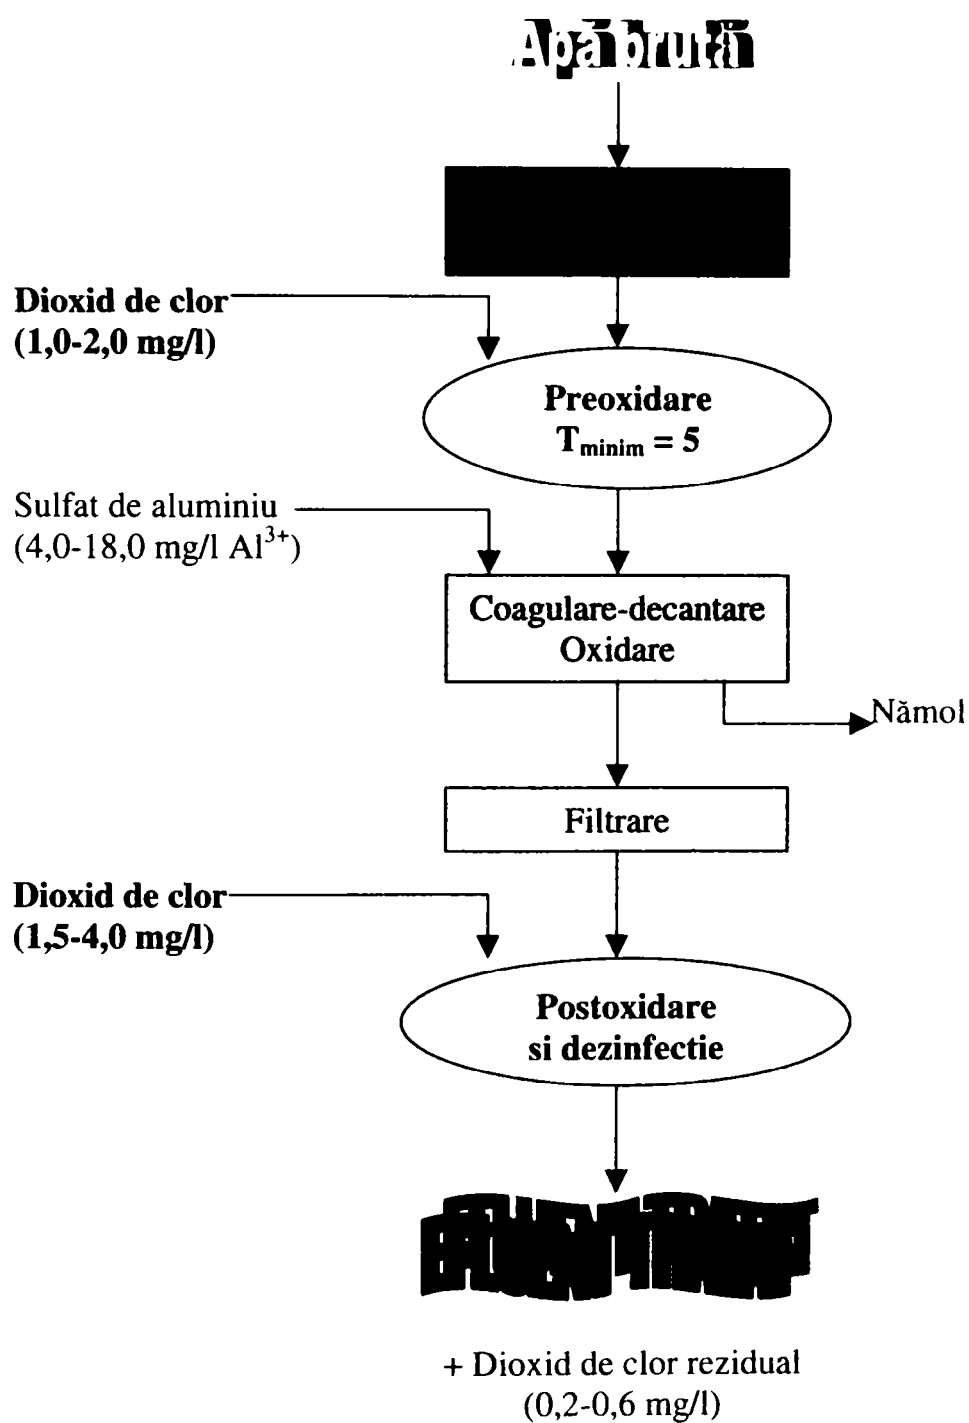 Apă brută
Dioxid de clor
(1,0-2,0 mg/l)
Preoxidare
Tminim = 5
Sulfat de aluminiu
(4,0-18,0 mg/l Al³⁺)
Coagulare-decantare
Oxidare
Nămol
Filtrare
Dioxid de clor
(1,5-4,0 mg/l)
Postoxidare
si dezinfectie
+ Dioxid de clor rezidual
(0,2-0,6 mg/l)